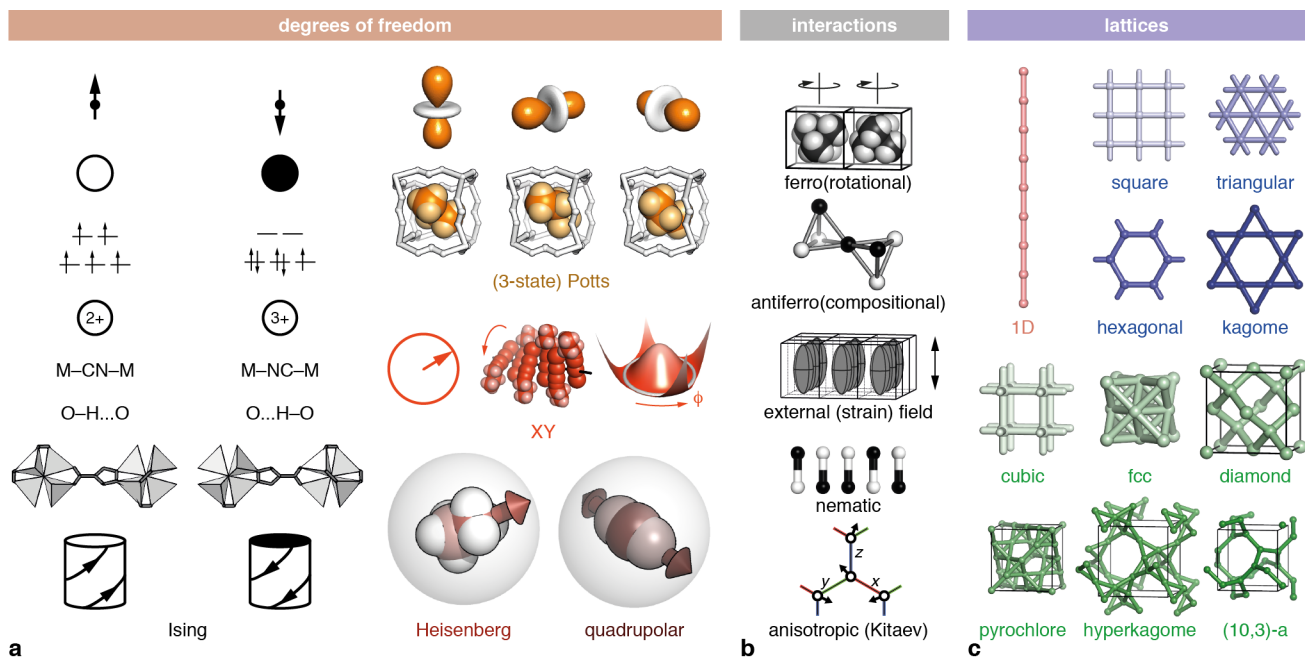 degrees of freedom
2+
3+
M–CN–M
M–NC–M
O–H...O
O...H–O
Ising
(3-state) Potts
ϕ
XY
Heisenberg
quadrupolar
a
interactions
ferro(rotational)
antiferro(compositional)
external (strain) field
nematic
z
y
x
anisotropic (Kitaev)
b
lattices
1D
square
triangular
hexagonal
kagome
cubic
fcc
diamond
pyrochlore
hyperkagome
(10,3)-a
c